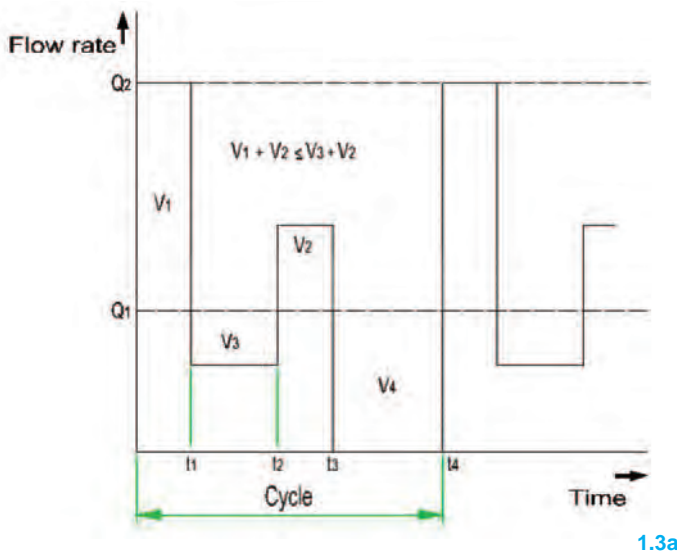 Flow rate
Q2
V1 + V2 ≤ V3 + V2
V1
V2
Q1
V3
V4
t1 t2 t3 t4
Cycle
Time
1.3a